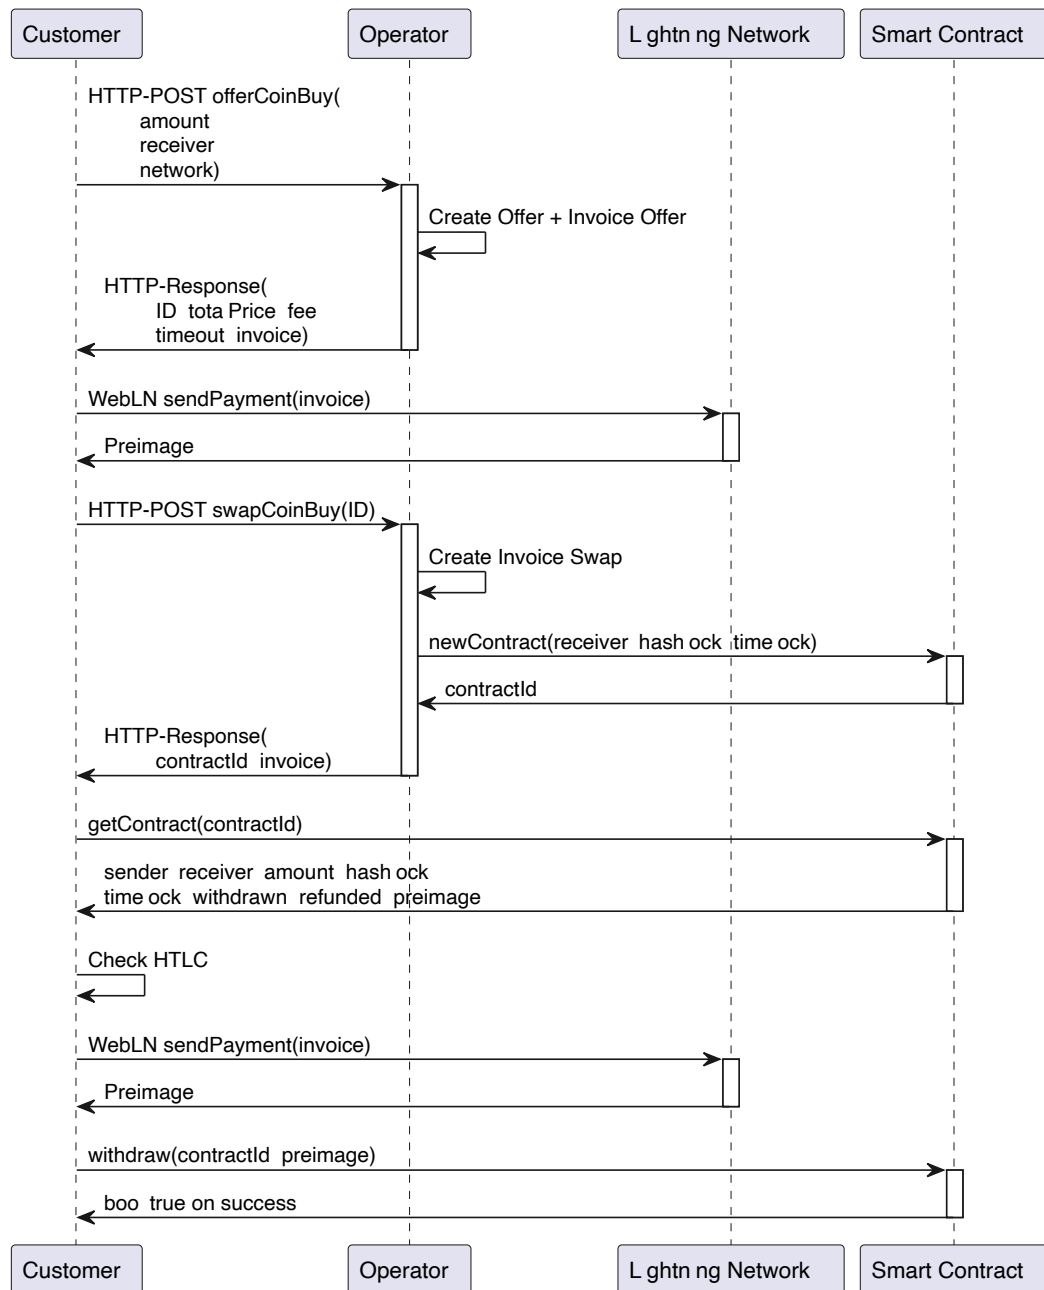 Customer
Operator
L ghtn ng Network
Smart Contract
HTTP-POST offerCoinBuy(
amount
receiver
network)
Create Offer + Invoice Offer
HTTP-Response(
ID tota Price fee
timeout invoice)
WebLN sendPayment(invoice)
Preimage
HTTP-POST swapCoinBuy(ID)
Create Invoice Swap
newContract(receiver hash ock time ock)
contractId
HTTP-Response(
contractId invoice)
getContract(contractId)
sender receiver amount hash ock
time ock withdrawn refunded preimage
Check HTLC
WebLN sendPayment(invoice)
Preimage
withdraw(contractId preimage)
boo true on success
Customer
Operator
L ghtn ng Network
Smart Contract